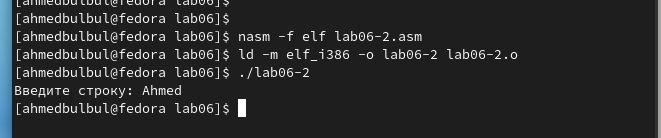 [ahmedbulbul@fedora lab06]$
[ahmedbulbul@fedora lab06]$
[ahmedbulbul@fedora lab06]$ nasm -f elf lab06-2.asm
[ahmedbulbul@fedora lab06]$ ld -m elf_i386 -o lab06-2 lab06-2.o
[ahmedbulbul@fedora lab06]$ ./lab06-2
Введите строку: Ahmed
[ahmedbulbul@fedora lab06]$